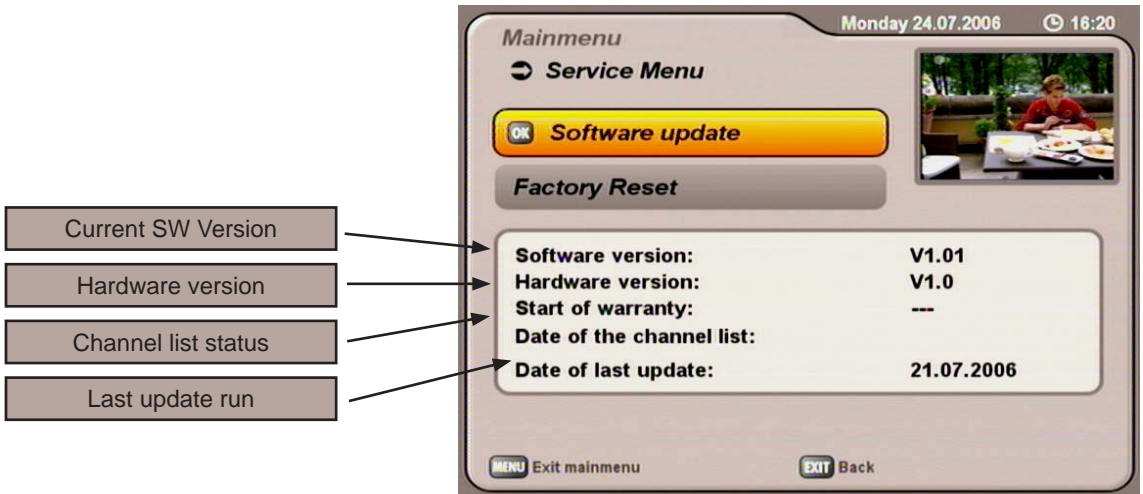 Monday 24.07.2006 16:20
Mainmenu
Service Menu
OK Software update
Factory Reset
Current SW Version
Hardware version
Channel list status
Last update run
Software version: V1.01
Hardware version: V1.0
Start of warranty: ---
Date of the channel list:
Date of last update: 21.07.2006
MENU Exit mainmenu
EXIT Back